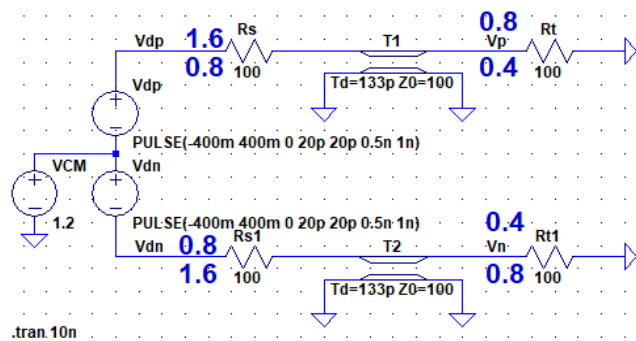 1.6
0.8
Vdp
Rs
100
T1
Td=133p Z0=100
0.8
Vp
0.4
Rt
100
+
Vdp
−
PULSE(-400m 400m 0 20p 20p 0.5n 1n)
VCM
+
−
1.2
Vdn
+
−
PULSE(-400m 400m 0 20p 20p 0.5n 1n)
Vdn
0.8
1.6
Rs1
100
T2
Td=133p Z0=100
0.4
Vn
0.8
Rt1
100
.tran 10n